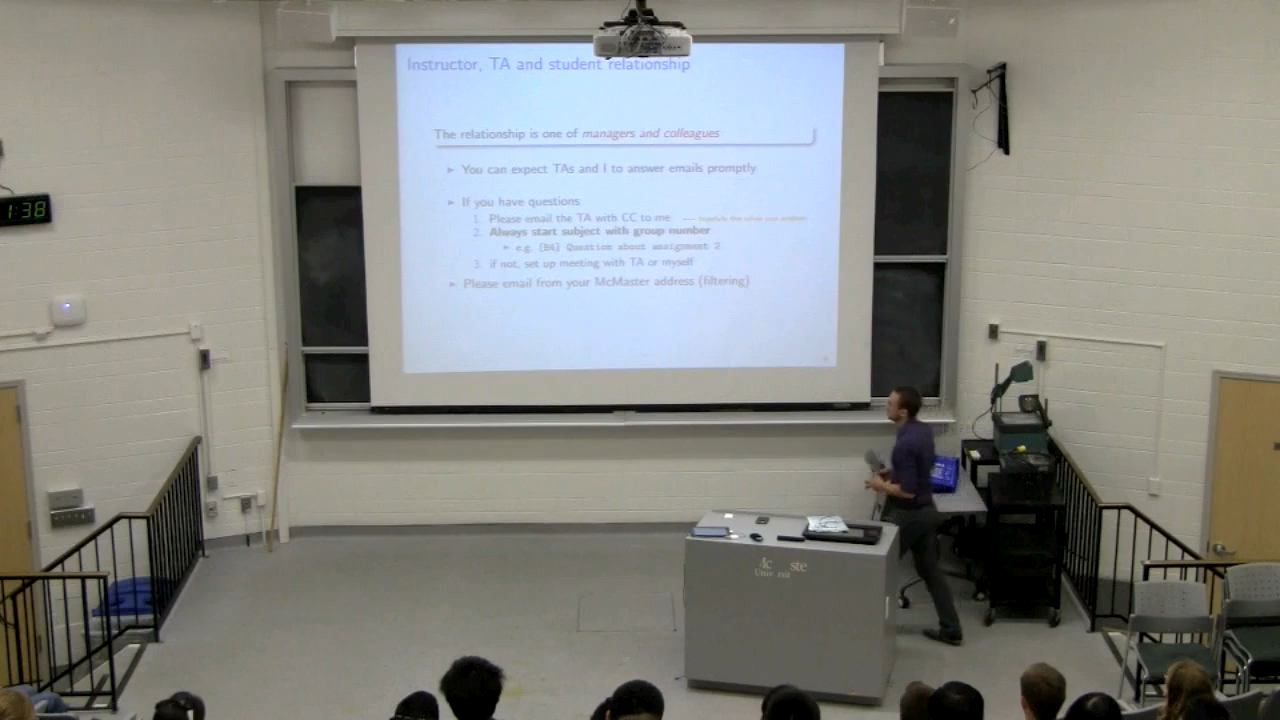 Instructor, TA and student relationship
The relationship is one of managers and colleagues
▸ You can expect TAs and I to answer emails promptly
▸ If you have questions
1. Please email the TA with CC to me
2. Always start subject with group number
▸ e.g. [B4] Question about assignment 2
3. if not, set up meeting with TA or myself
▸ Please email from your McMaster address (filtering)
1:38